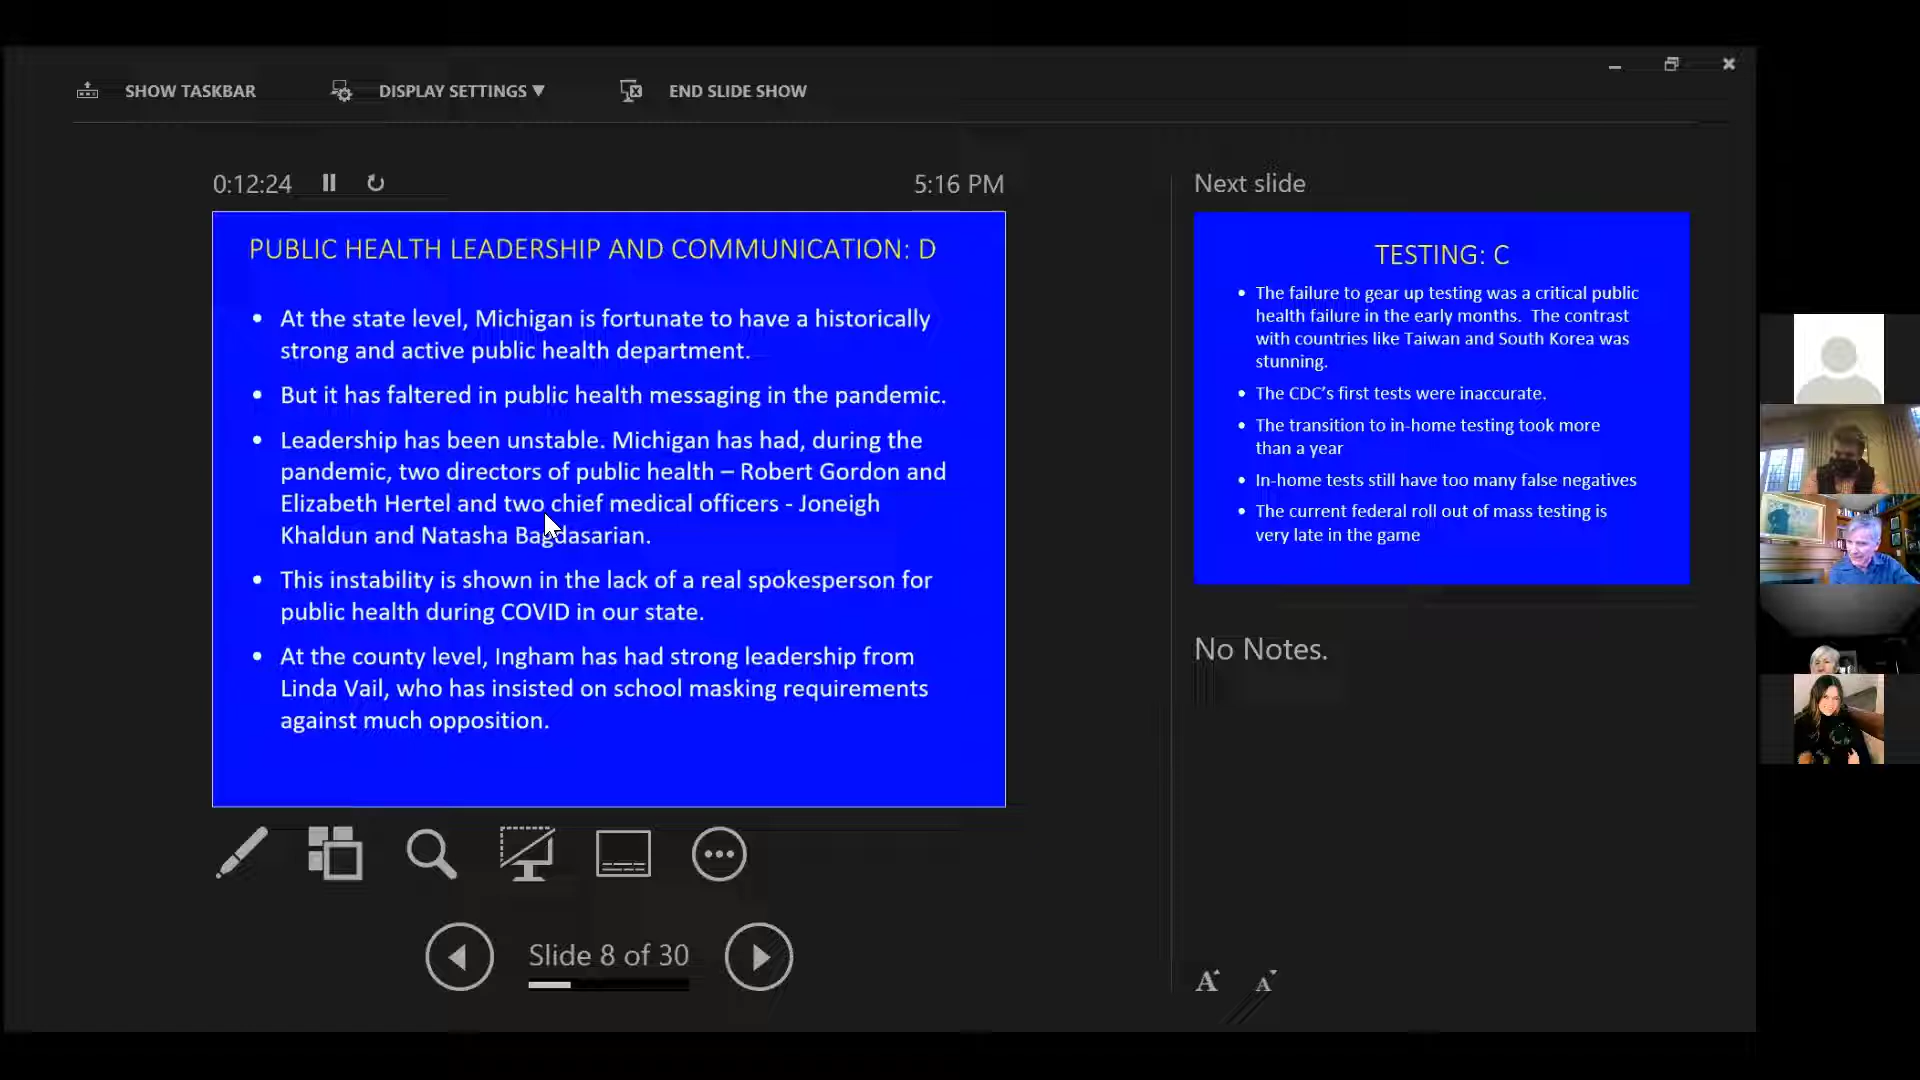 SHOW TASKBAR
DISPLAY SETTINGS ▼
END SLIDE SHOW
0:12:24
5:16 PM
PUBLIC HEALTH LEADERSHIP AND COMMUNICATION: D
• At the state level, Michigan is fortunate to have a historically
strong and active public health department.
• But it has faltered in public health messaging in the pandemic.
• Leadership has been unstable. Michigan has had, during the
pandemic, two directors of public health – Robert Gordon and
Elizabeth Hertel and two chief medical officers - Joneigh
Khaldun and Natasha Bagdasarian.
• This instability is shown in the lack of a real spokesperson for
public health during COVID in our state.
• At the county level, Ingham has had strong leadership from
Linda Vail, who has insisted on school masking requirements
against much opposition.
Slide 8 of 30
Next slide
TESTING: C
• The failure to gear up testing was a critical public
health failure in the early months.  The contrast
with countries like Taiwan and South Korea was
stunning.
• The CDC's first tests were inaccurate.
• The transition to in-home testing took more
than a year
• In-home tests still have too many false negatives
• The current federal roll out of mass testing is
very late in the game
No Notes.
A A